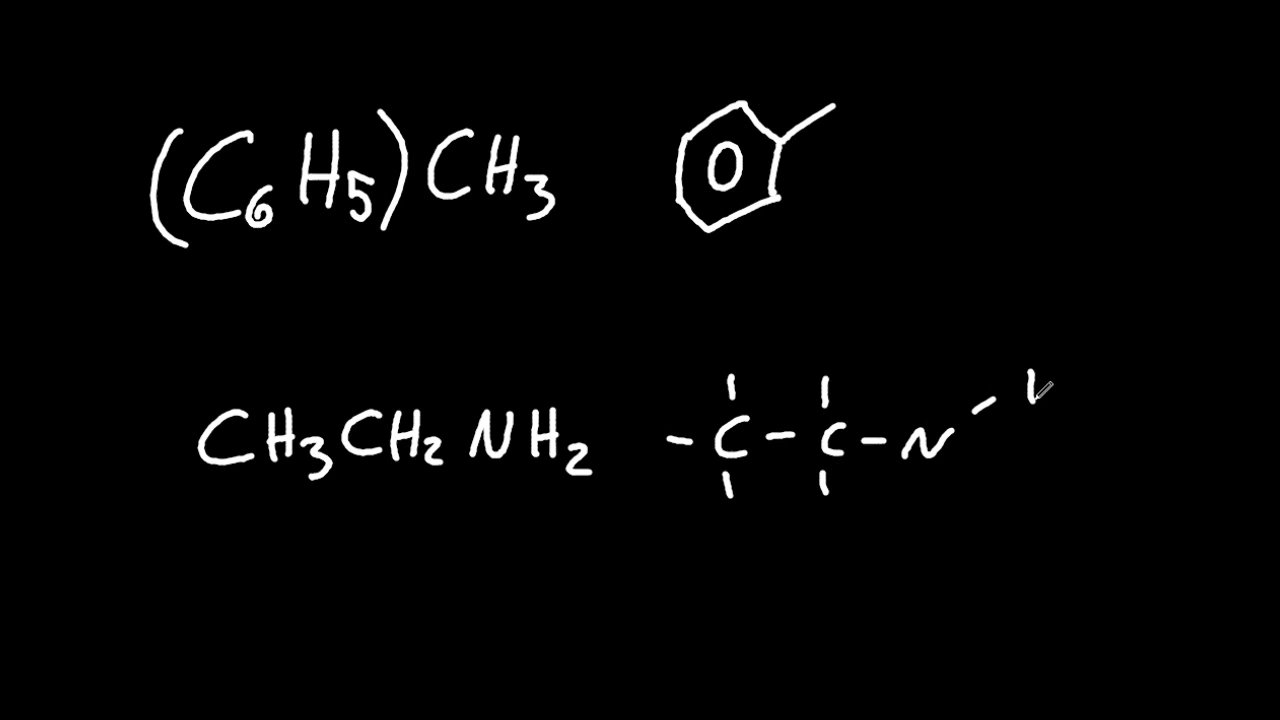 (C₆H₅)CH₃
CH₃CH₂NH₂ - C - C - N